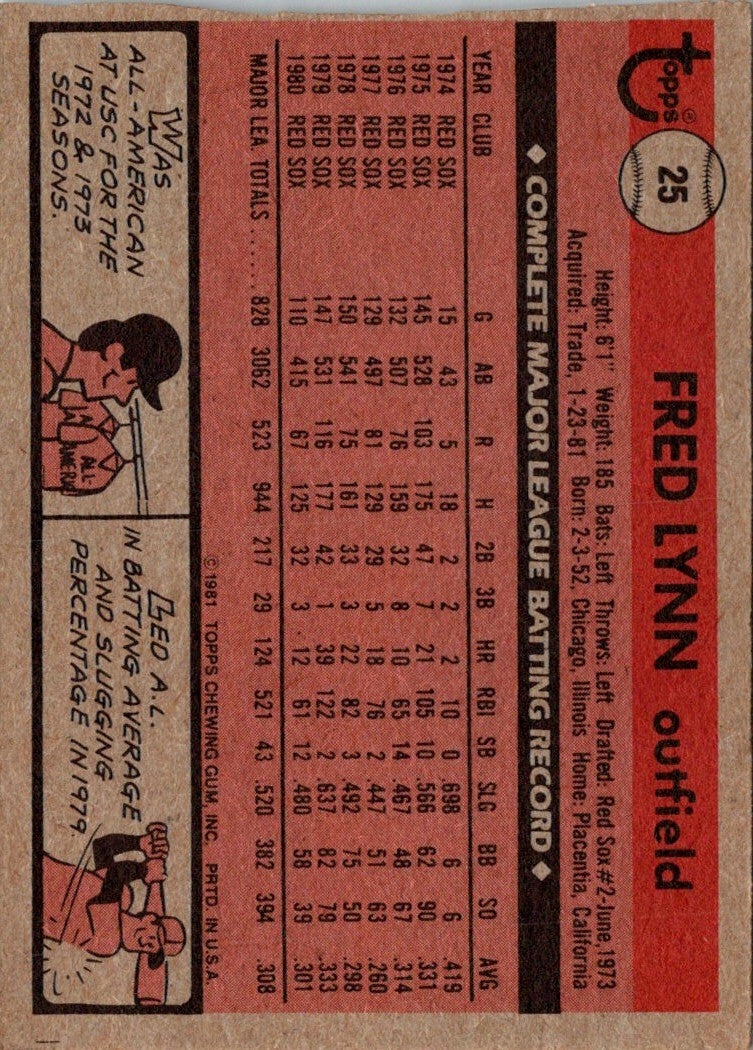 Topps®
25
FRED LYNN outfield
Height: 6'1" Weight: 185 Bats: Left Throws: Left Drafted: Red Sox #2-June, 1973
Acquired: Trade, 1-23-81 Born: 2-3-52, Chicago, Illinois Home: Placentia, California
◆ COMPLETE MAJOR LEAGUE BATTING RECORD ◆
YEAR CLUB G AB R H 2B 3B HR RBI SB SLG BB SO AVG
1974 RED SOX 15 43 5 18 2 2 2 10 0 .698 6 6 .419
1975 RED SOX 145 528 103 175 47 7 21 105 10 .566 62 90 .331
1976 RED SOX 132 507 76 159 32 8 10 65 14 .467 48 67 .314
1977 RED SOX 129 497 81 129 29 5 18 76 2 .447 51 63 .260
1978 RED SOX 150 541 75 161 33 3 22 82 3 .492 75 50 .298
1979 RED SOX 147 531 116 177 42 1 39 122 2 .637 82 79 .333
1980 RED SOX 110 415 67 125 32 3 12 61 12 .480 58 39 .301
MAJOR LEA. TOTALS...... 828 3062 523 944 217 29 124 521 43 .520 382 394 .308
© 1981 TOPPS CHEWING GUM, INC. PRTD. IN U.S.A.
WAS
ALL-AMERICAN
AT USC FOR THE
1972 & 1973
SEASONS.
ALL
LED A.L.
IN BATTING AVERAGE
AND SLUGGING
PERCENTAGE IN 1979.